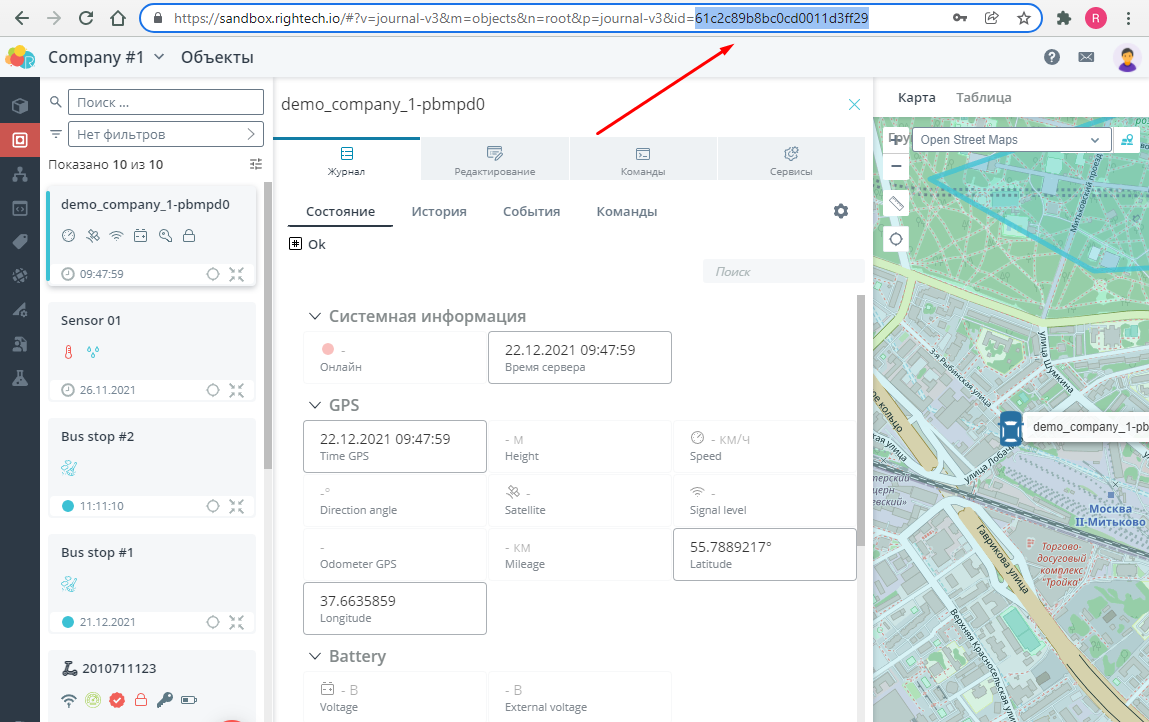 https://sandbox.rightech.io/#?v=journal-v3&m=objects&n=root&p=journal-v3&id=61c2c89b8bc0cd0011d3ff29
R
Company #1
Объекты
Поиск ...
Нет фильтров
Показано 10 из 10
demo_company_1-pbmpd0
09:47:59
Sensor 01
26.11.2021
Bus stop #2
11:11:10
Bus stop #1
21.12.2021
2010711123
demo_company_1-pbmpd0
Журнал
Редактирование
Команды
Сервисы
Состояние
История
События
Команды
Ok
Поиск
Системная информация
-
Онлайн
22.12.2021 09:47:59
Время сервера
GPS
22.12.2021 09:47:59
Time GPS
- м
Height
- км/ч
Speed
-°
Direction angle
-
Satellite
-
Signal level
-
Odometer GPS
- км
Mileage
55.7889217°
Latitude
37.6635859
Longitude
Battery
- В
Voltage
- В
External voltage
Карта
Таблица
Open Street Maps
Митьковский проезд
3-я Рыбинская улица
улица Шумкина
ое кольцо
demo_company_1-pb
улица Лобач
Москва
II-Митьково
Гаврикова улица
Торгово-
досуговый
комплекс
"Тройка"
Верхняя Красносельская улица